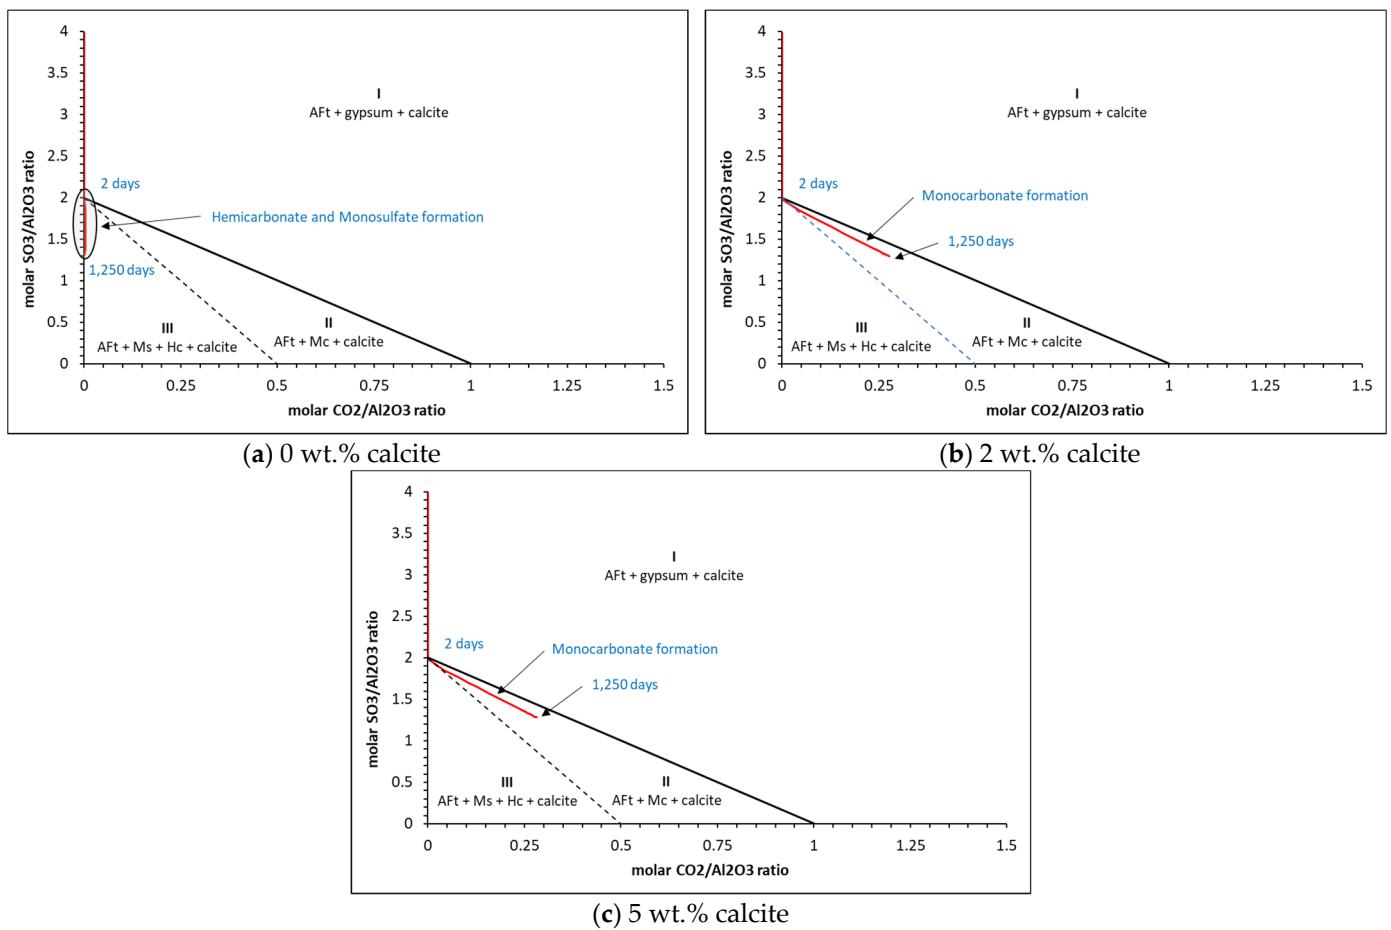 4
3.5
3
2.5
2
1.5
1
0.5
0
molar SO3/Al2O3 ratio
I
AFt + gypsum + calcite
2 days
Hemicarbonate and Monosulfate formation
1,250 days
III
AFt + Ms + Hc + calcite
II
AFt + Mc + calcite
0 0.25 0.5 0.75 1 1.25 1.5
molar CO2/Al2O3 ratio
(a) 0 wt.% calcite
4
3.5
3
2.5
2
1.5
1
0.5
0
molar SO3/Al2O3 ratio
I
AFt + gypsum + calcite
2 days
Monocarbonate formation
1,250 days
III
AFt + Ms + Hc + calcite
II
AFt + Mc + calcite
0 0.25 0.5 0.75 1 1.25 1.5
molar CO2/Al2O3 ratio
(b) 2 wt.% calcite
4
3.5
3
2.5
2
1.5
1
0.5
0
molar SO3/Al2O3 ratio
I
AFt + gypsum + calcite
2 days
Monocarbonate formation
1,250 days
III
AFt + Ms + Hc + calcite
II
AFt + Mc + calcite
0 0.25 0.5 0.75 1 1.25 1.5
molar CO2/Al2O3 ratio
(c) 5 wt.% calcite